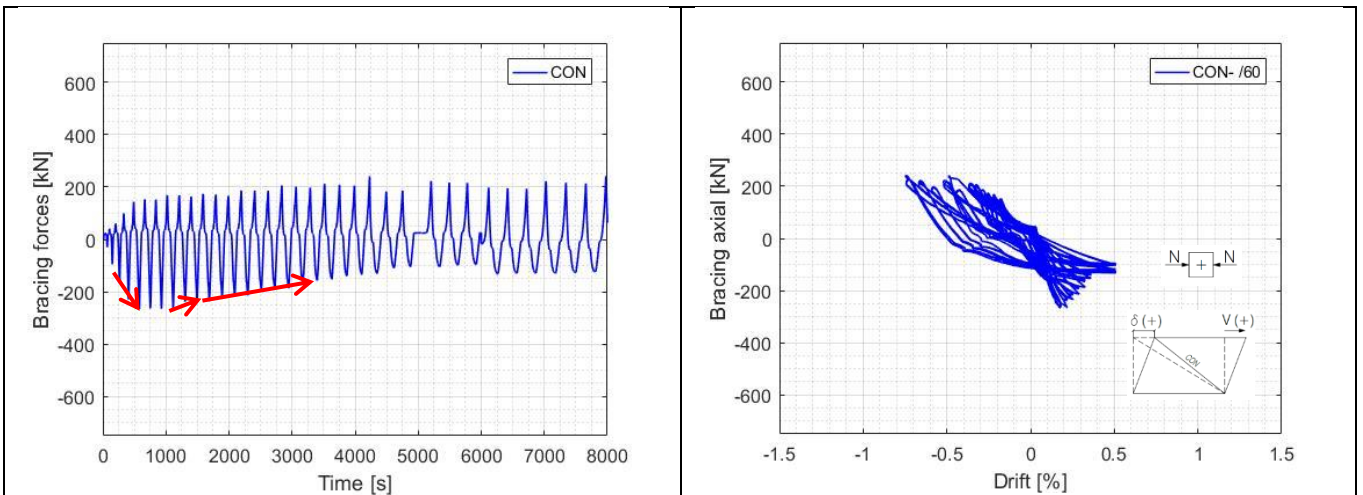 CON
600
400
200
0
-200
-400
-600
Bracing forces [kN]
0 1000 2000 3000 4000 5000 6000 7000 8000
Time [s]
CON- /60
600
400
200
0
-200
-400
-600
Bracing axial [kN]
N + N
δ (+) V (+)
CON
-1.5 -1 -0.5 0 0.5 1 1.5
Drift [%]